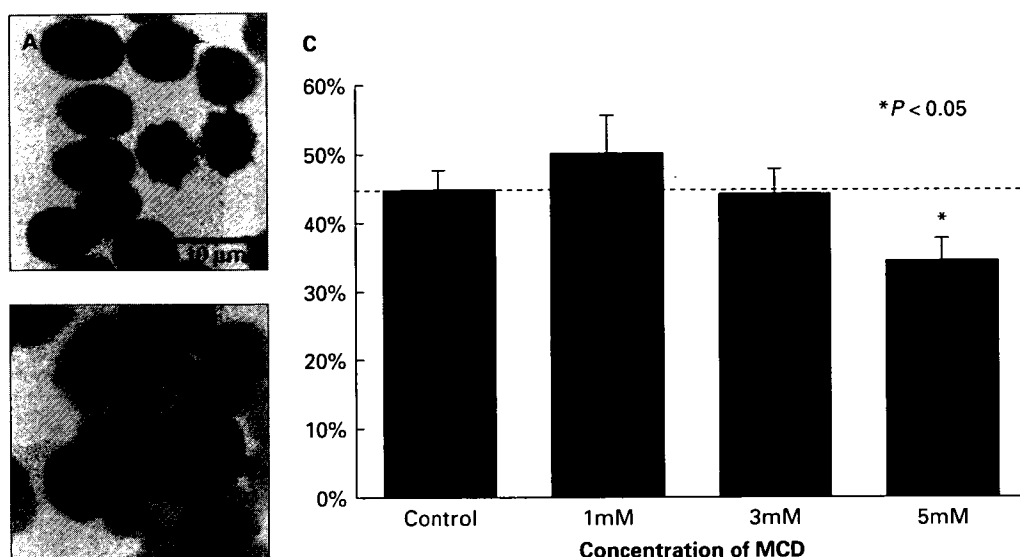 A
10 μm
C
60%
50%
40%
30%
20%
10%
0%
*P < 0.05
*
Control
1mM
3mM
5mM
Concentration of MCD